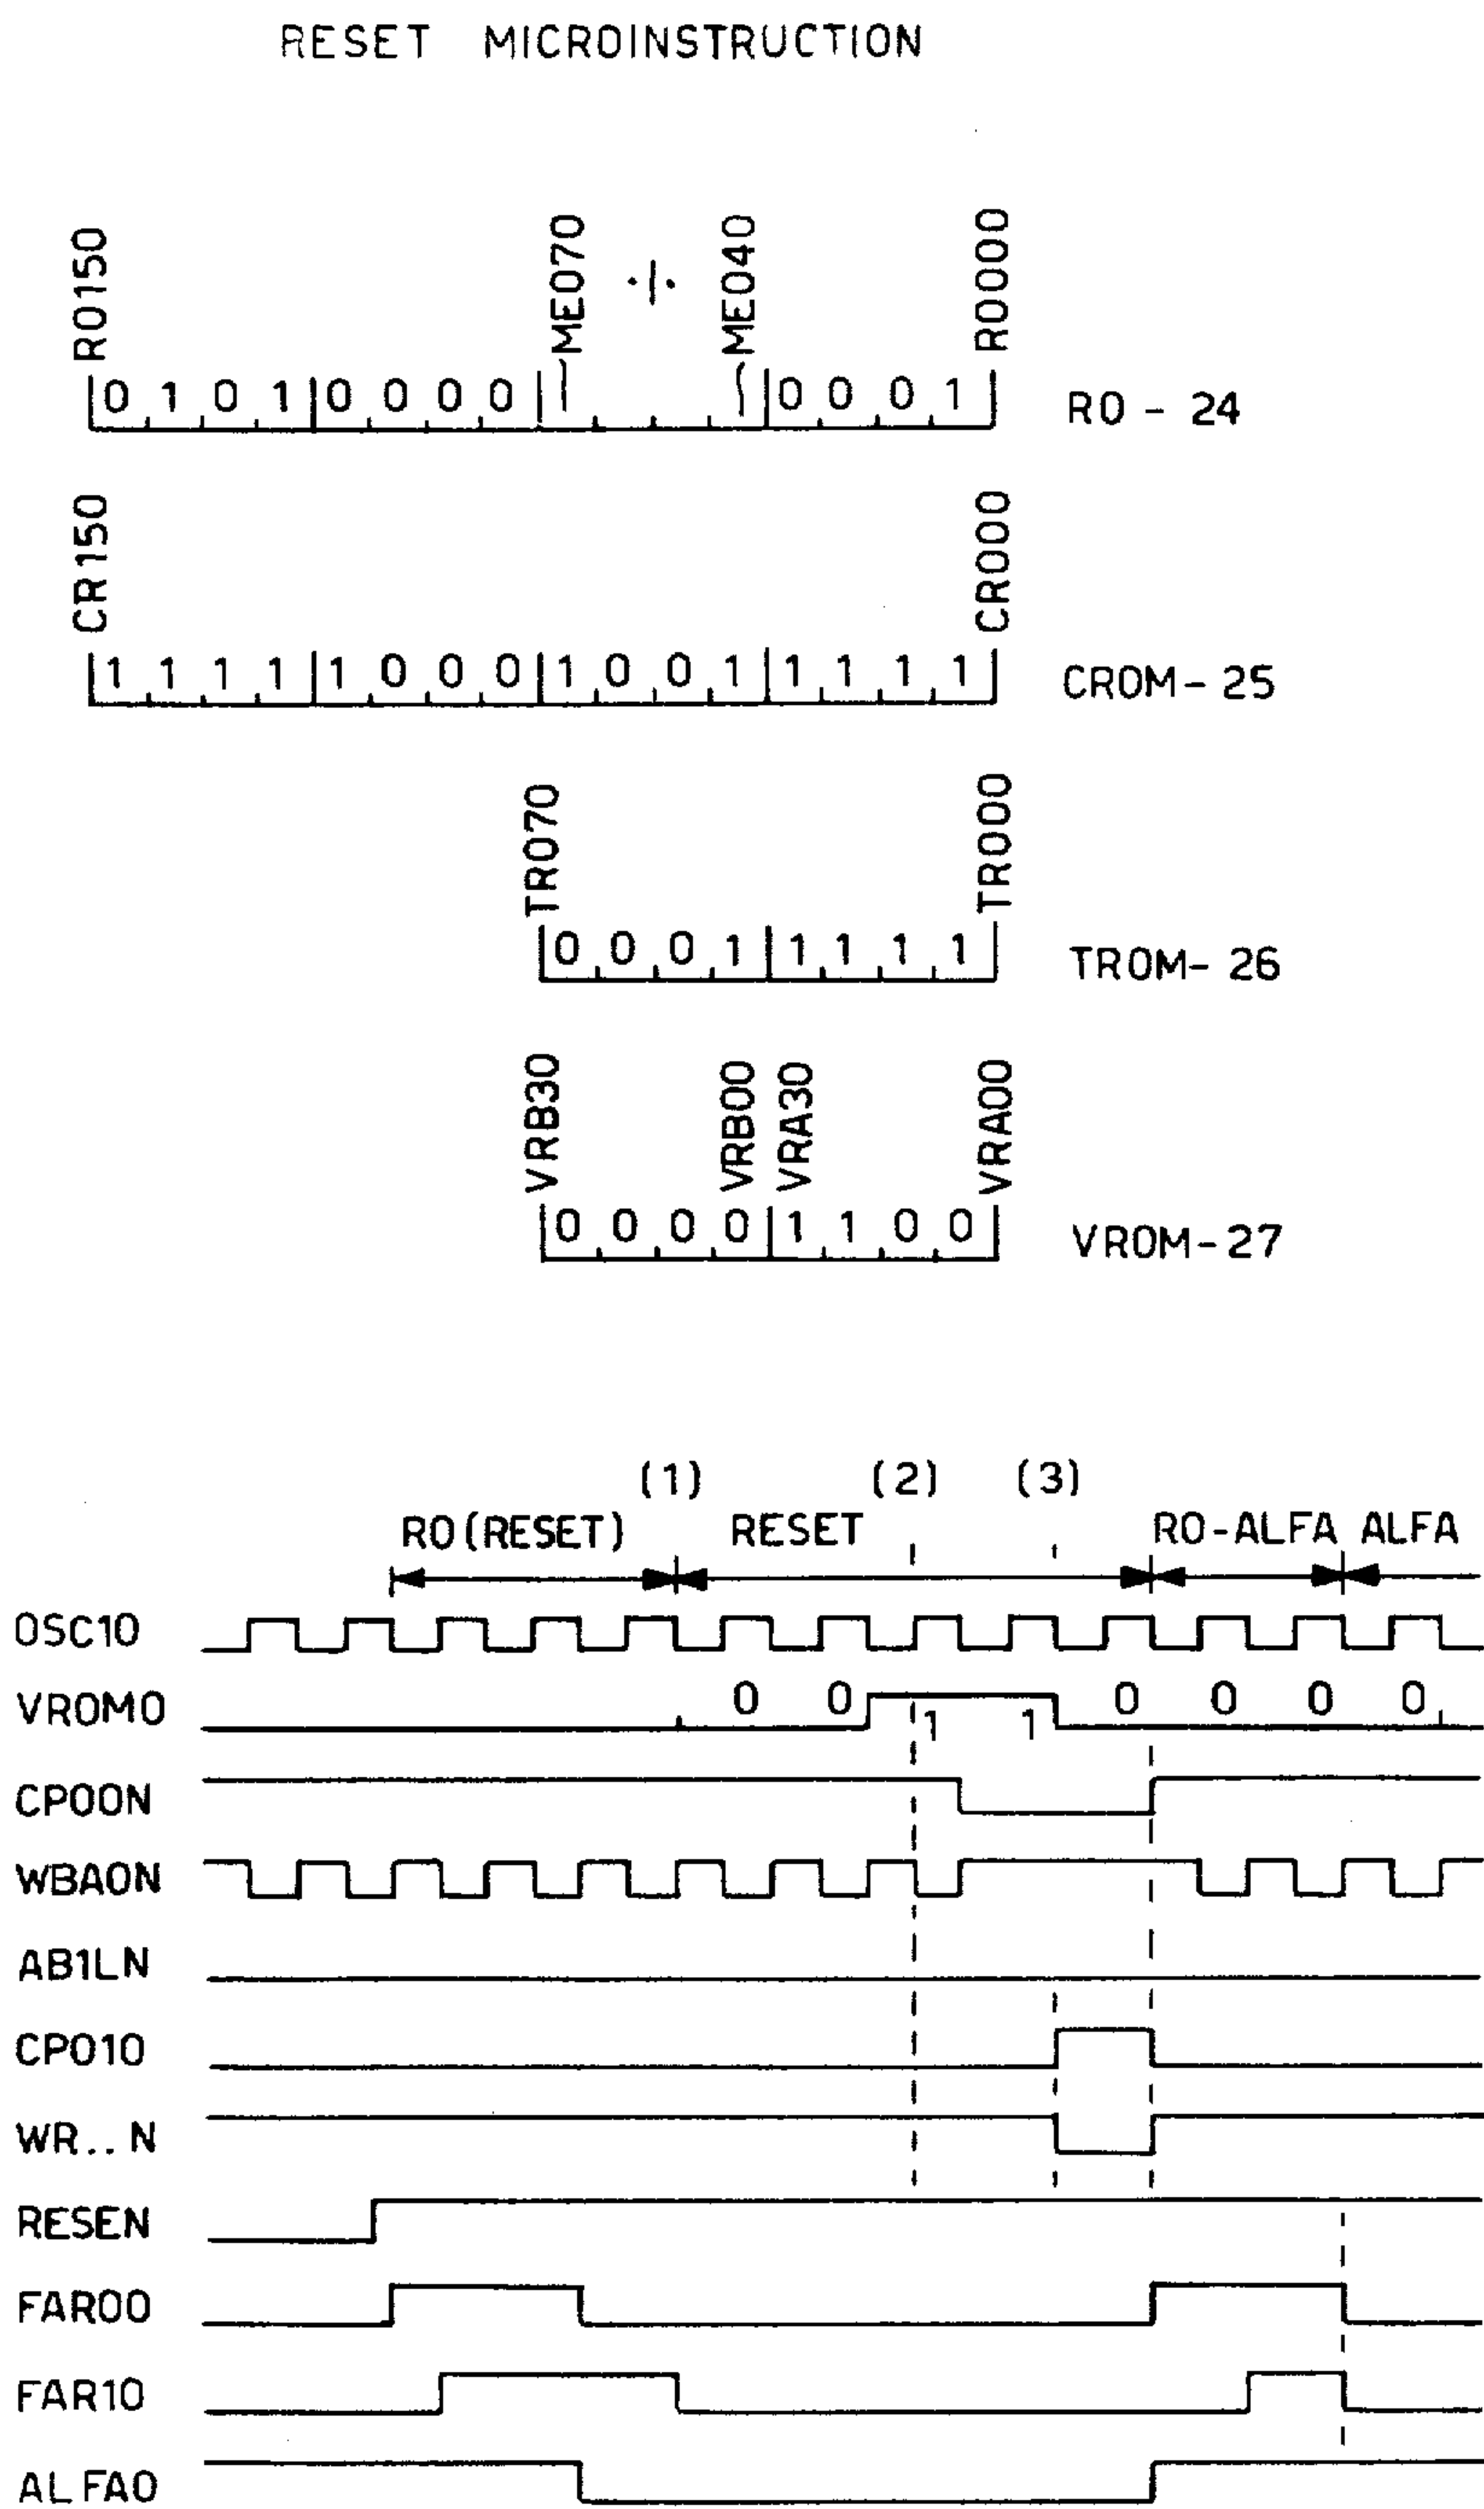 RESET MICROINSTRUCTION
RO150 ME070 ÷ ME040 RO000
0 1 0 1 0 0 0 0 0 0 0 1 RO - 24
CR150 CR000
1 1 1 1 1 0 0 0 1 0 0 1 1 1 1 1 CROM-25
TR070 TR000
0 0 0 1 1 1 1 1 TROM-26
VRB30 VRB00 VRA30 VRA00
0 0 0 0 1 1 0 0 VROM-27
(1) (2) (3)
RO(RESET) RESET RO-ALFA ALFA
OSC10
VROMO 0 0 1 1 0 0 0 0
CPOON
WBAON
AB1LN
CPO10
WR..N
RESEN
FAROO
FAR10
ALFAO